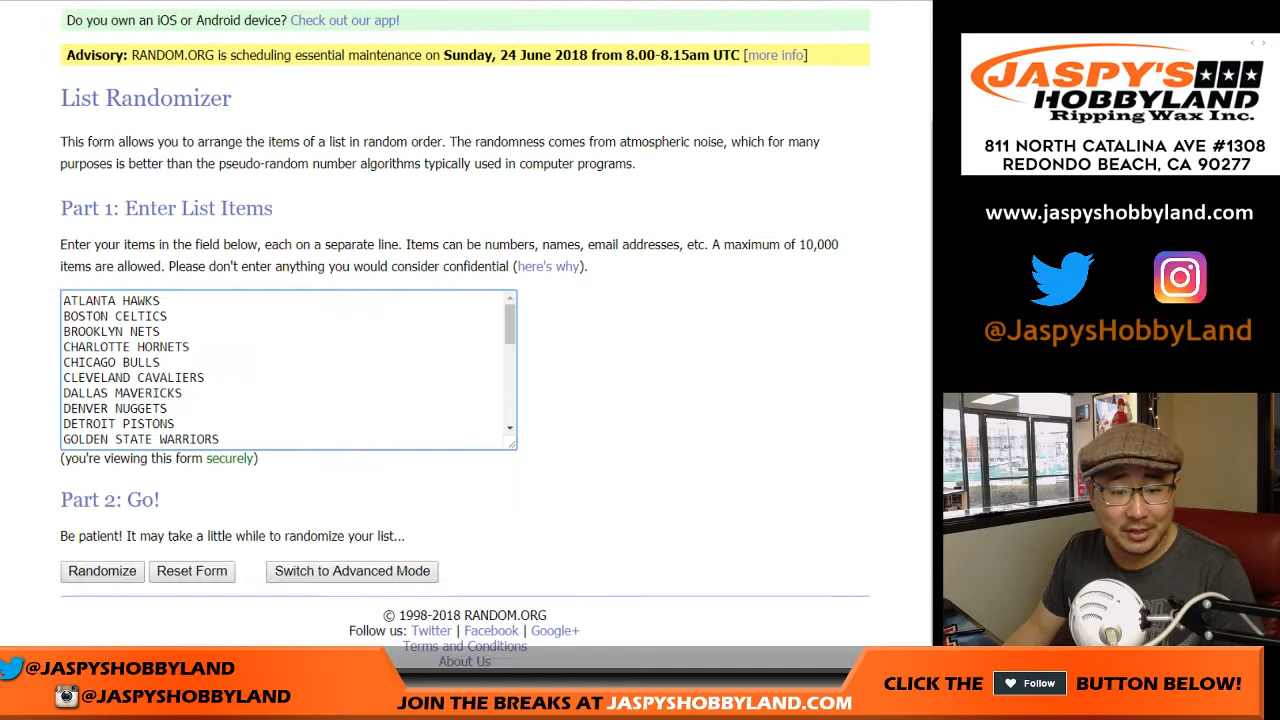 Do you own an iOS or Android device? Check out our app!
Advisory: RANDOM.ORG is scheduling essential maintenance on Sunday, 24 June 2018 from 8.00-8.15am UTC [more info]
List Randomizer
This form allows you to arrange the items of a list in random order. The randomness comes from atmospheric noise, which for many
purposes is better than the pseudo-random number algorithms typically used in computer programs.
Part 1: Enter List Items
Enter your items in the field below, each on a separate line. Items can be numbers, names, email addresses, etc. A maximum of 10,000
items are allowed. Please don't enter anything you would consider confidential (here's why).
ATLANTA HAWKS
BOSTON CELTICS
BROOKLYN NETS
CHARLOTTE HORNETS
CHICAGO BULLS
CLEVELAND CAVALIERS
DALLAS MAVERICKS
DENVER NUGGETS
DETROIT PISTONS
GOLDEN STATE WARRIORS
(you're viewing this form securely)
Part 2: Go!
Be patient! It may take a little while to randomize your list...
Randomize
Reset Form
Switch to Advanced Mode
© 1998-2018 RANDOM.ORG
Follow us: Twitter | Facebook | Google+
Terms and Conditions
About Us
JASPY'S
HOBBYLAND
Ripping Wax Inc.
811 NORTH CATALINA AVE #1308
REDONDO BEACH, CA 90277
www.jaspyshobbyland.com
@JaspysHobbyLand
@JASPYSHOBBYLAND
@JASPYSHOBBYLAND
JOIN THE BREAKS AT JASPYSHOBBYLAND.COM
CLICK THE Follow BUTTON BELOW!